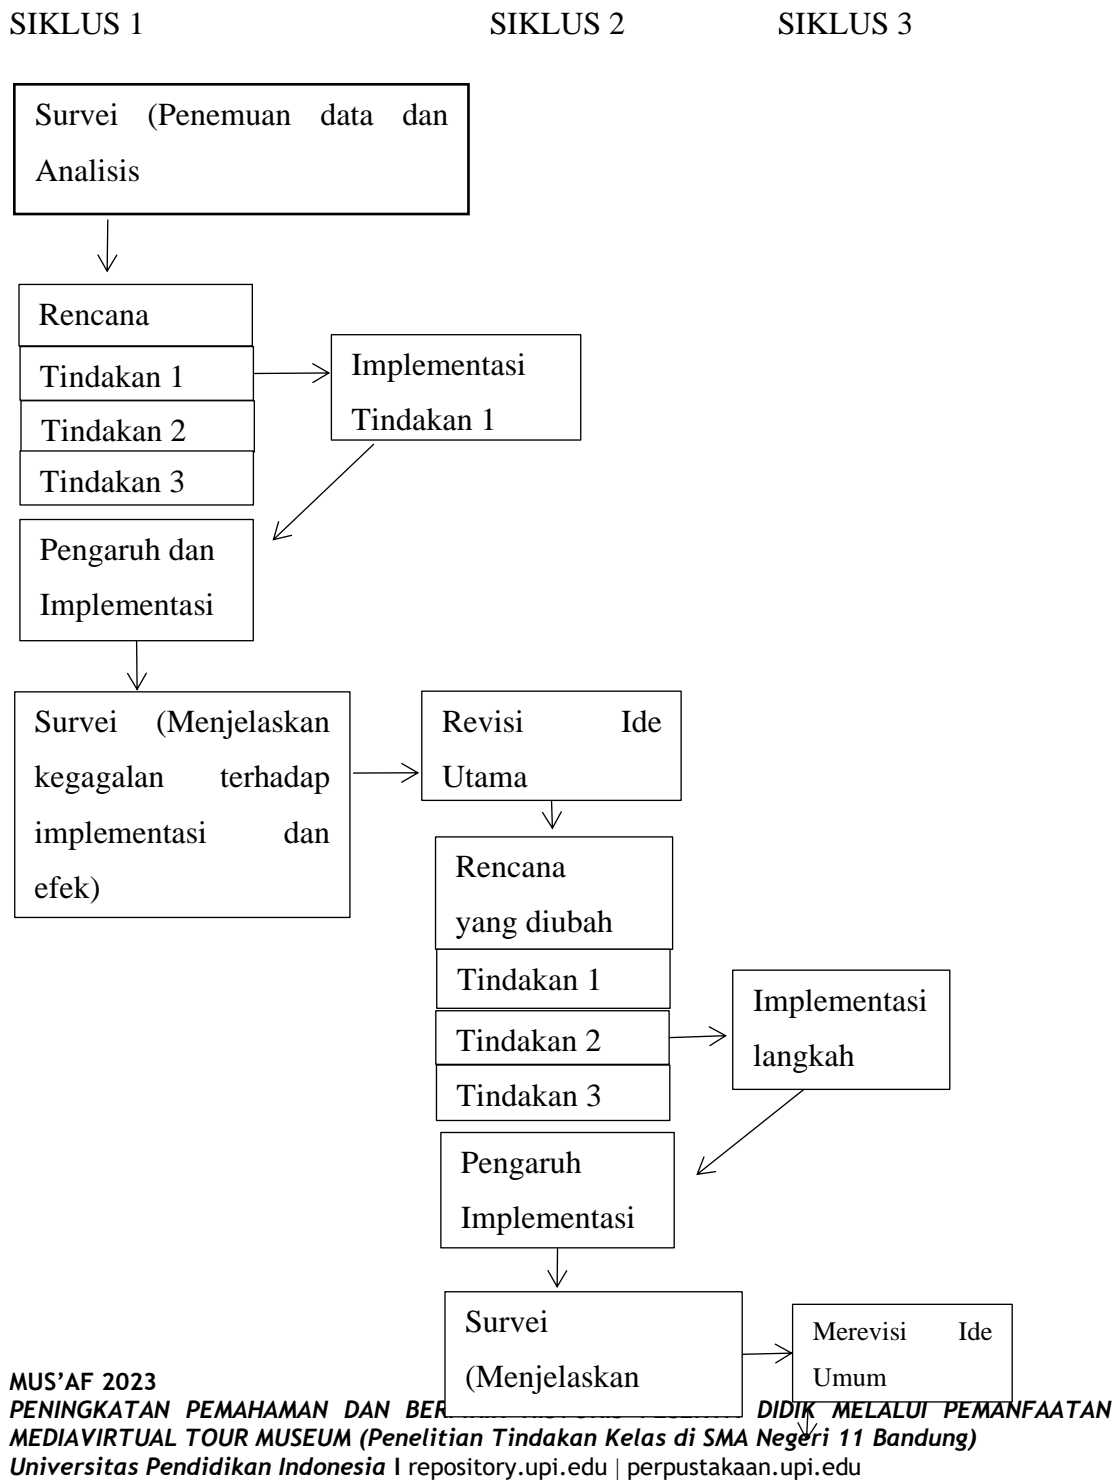 SIKLUS 1 SIKLUS 2 SIKLUS 3
Survei (Penemuan data dan
Analisis
Rencana
Tindakan 1
Tindakan 2
Tindakan 3
Implementasi
Tindakan 1
Pengaruh dan
Implementasi
Survei (Menjelaskan
kegagalan terhadap
implementasi dan
efek)
Revisi Ide
Utama
Rencana
yang diubah
Tindakan 1
Tindakan 2
Tindakan 3
Implementasi
langkah
Pengaruh
Implementasi
Survei
(Menjelaskan
Merevisi Ide
Umum
MUS’AF 2023
PENINGKATAN PEMAHAMAN DAN DIDIK MELALUI PEMANFAATAN
MEDIAVIRTUAL TOUR MUSEUM (Penelitian Tindakan Kelas di SMA Negeri 11 Bandung)
Universitas Pendidikan Indonesia I repository.upi.edu | perpustakaan.upi.edu